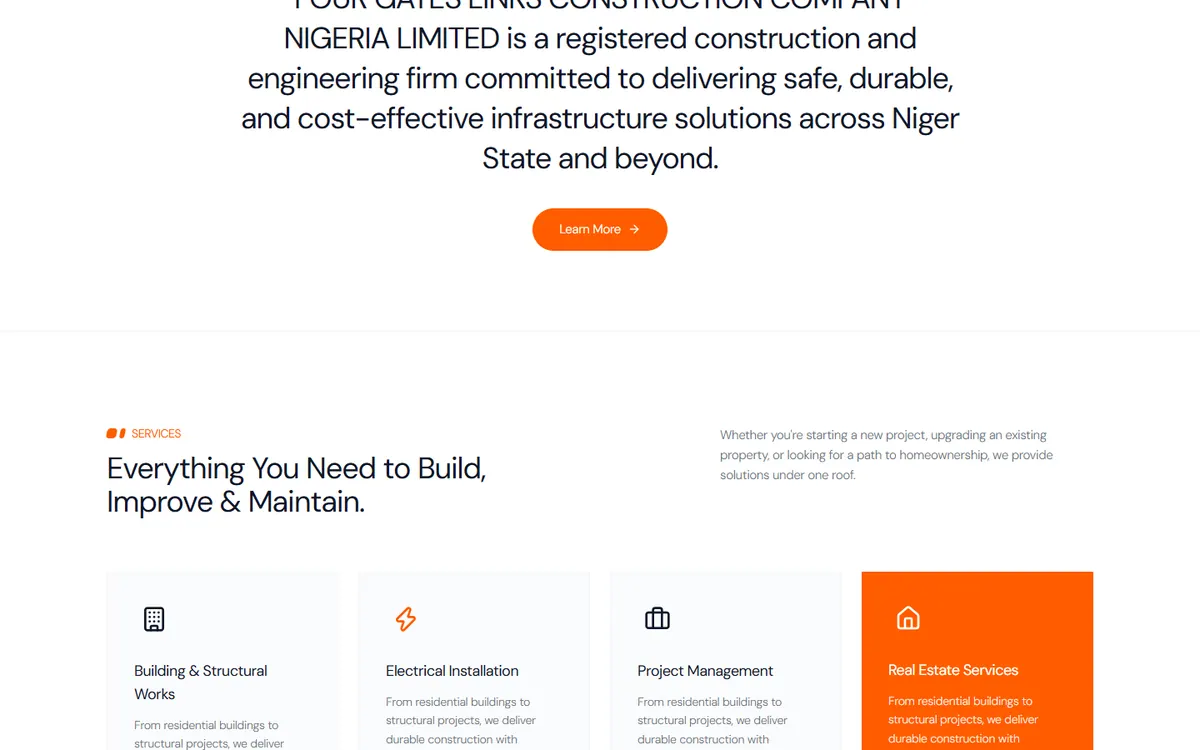 FOUR GATES LINKS CONSTRUCTION COMPANY
NIGERIA LIMITED is a registered construction and
engineering firm committed to delivering safe, durable,
and cost-effective infrastructure solutions across Niger
State and beyond.
Learn More →
SERVICES
Everything You Need to Build,
Improve & Maintain.
Whether you're starting a new project, upgrading an existing
property, or looking for a path to homeownership, we provide
solutions under one roof.
Building & Structural
Works
From residential buildings to
structural projects, we deliver
Electrical Installation
From residential buildings to
structural projects, we deliver
durable construction with
Project Management
From residential buildings to
structural projects, we deliver
durable construction with
Real Estate Services
From residential buildings to
structural projects, we deliver
durable construction with